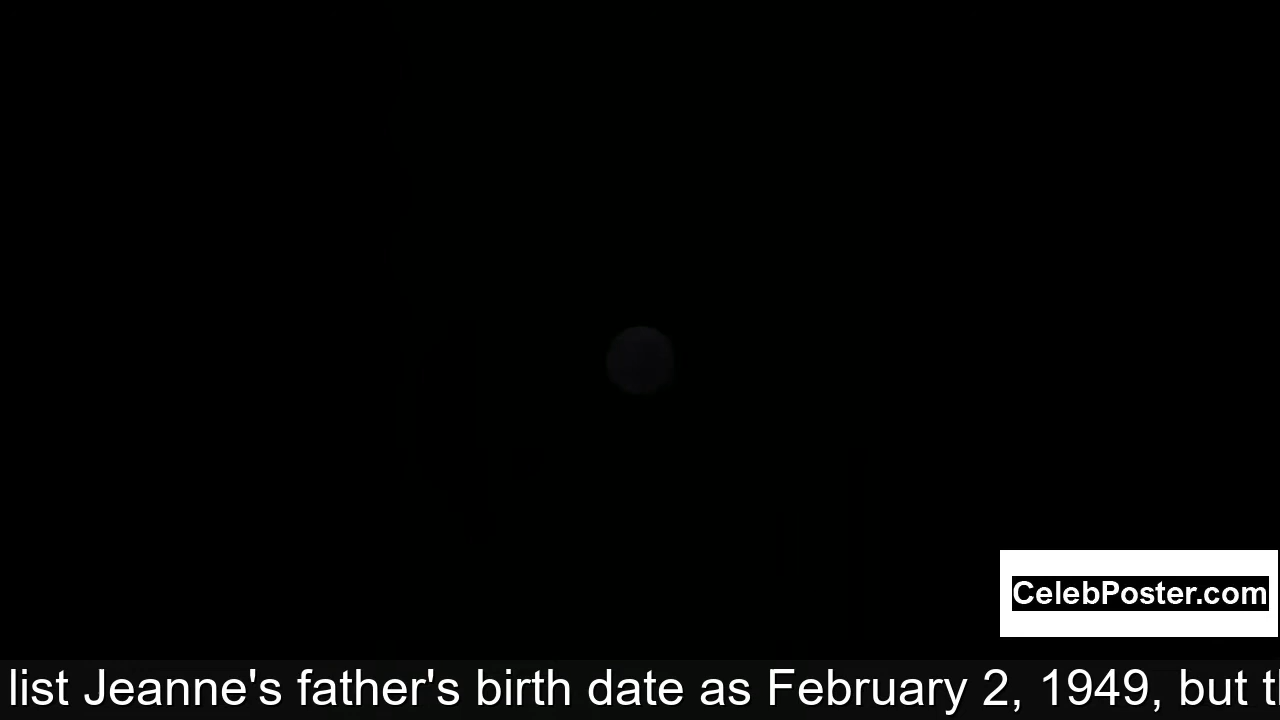 CelebPoster.com
list Jeanne's father's birth date as February 2, 1949, but